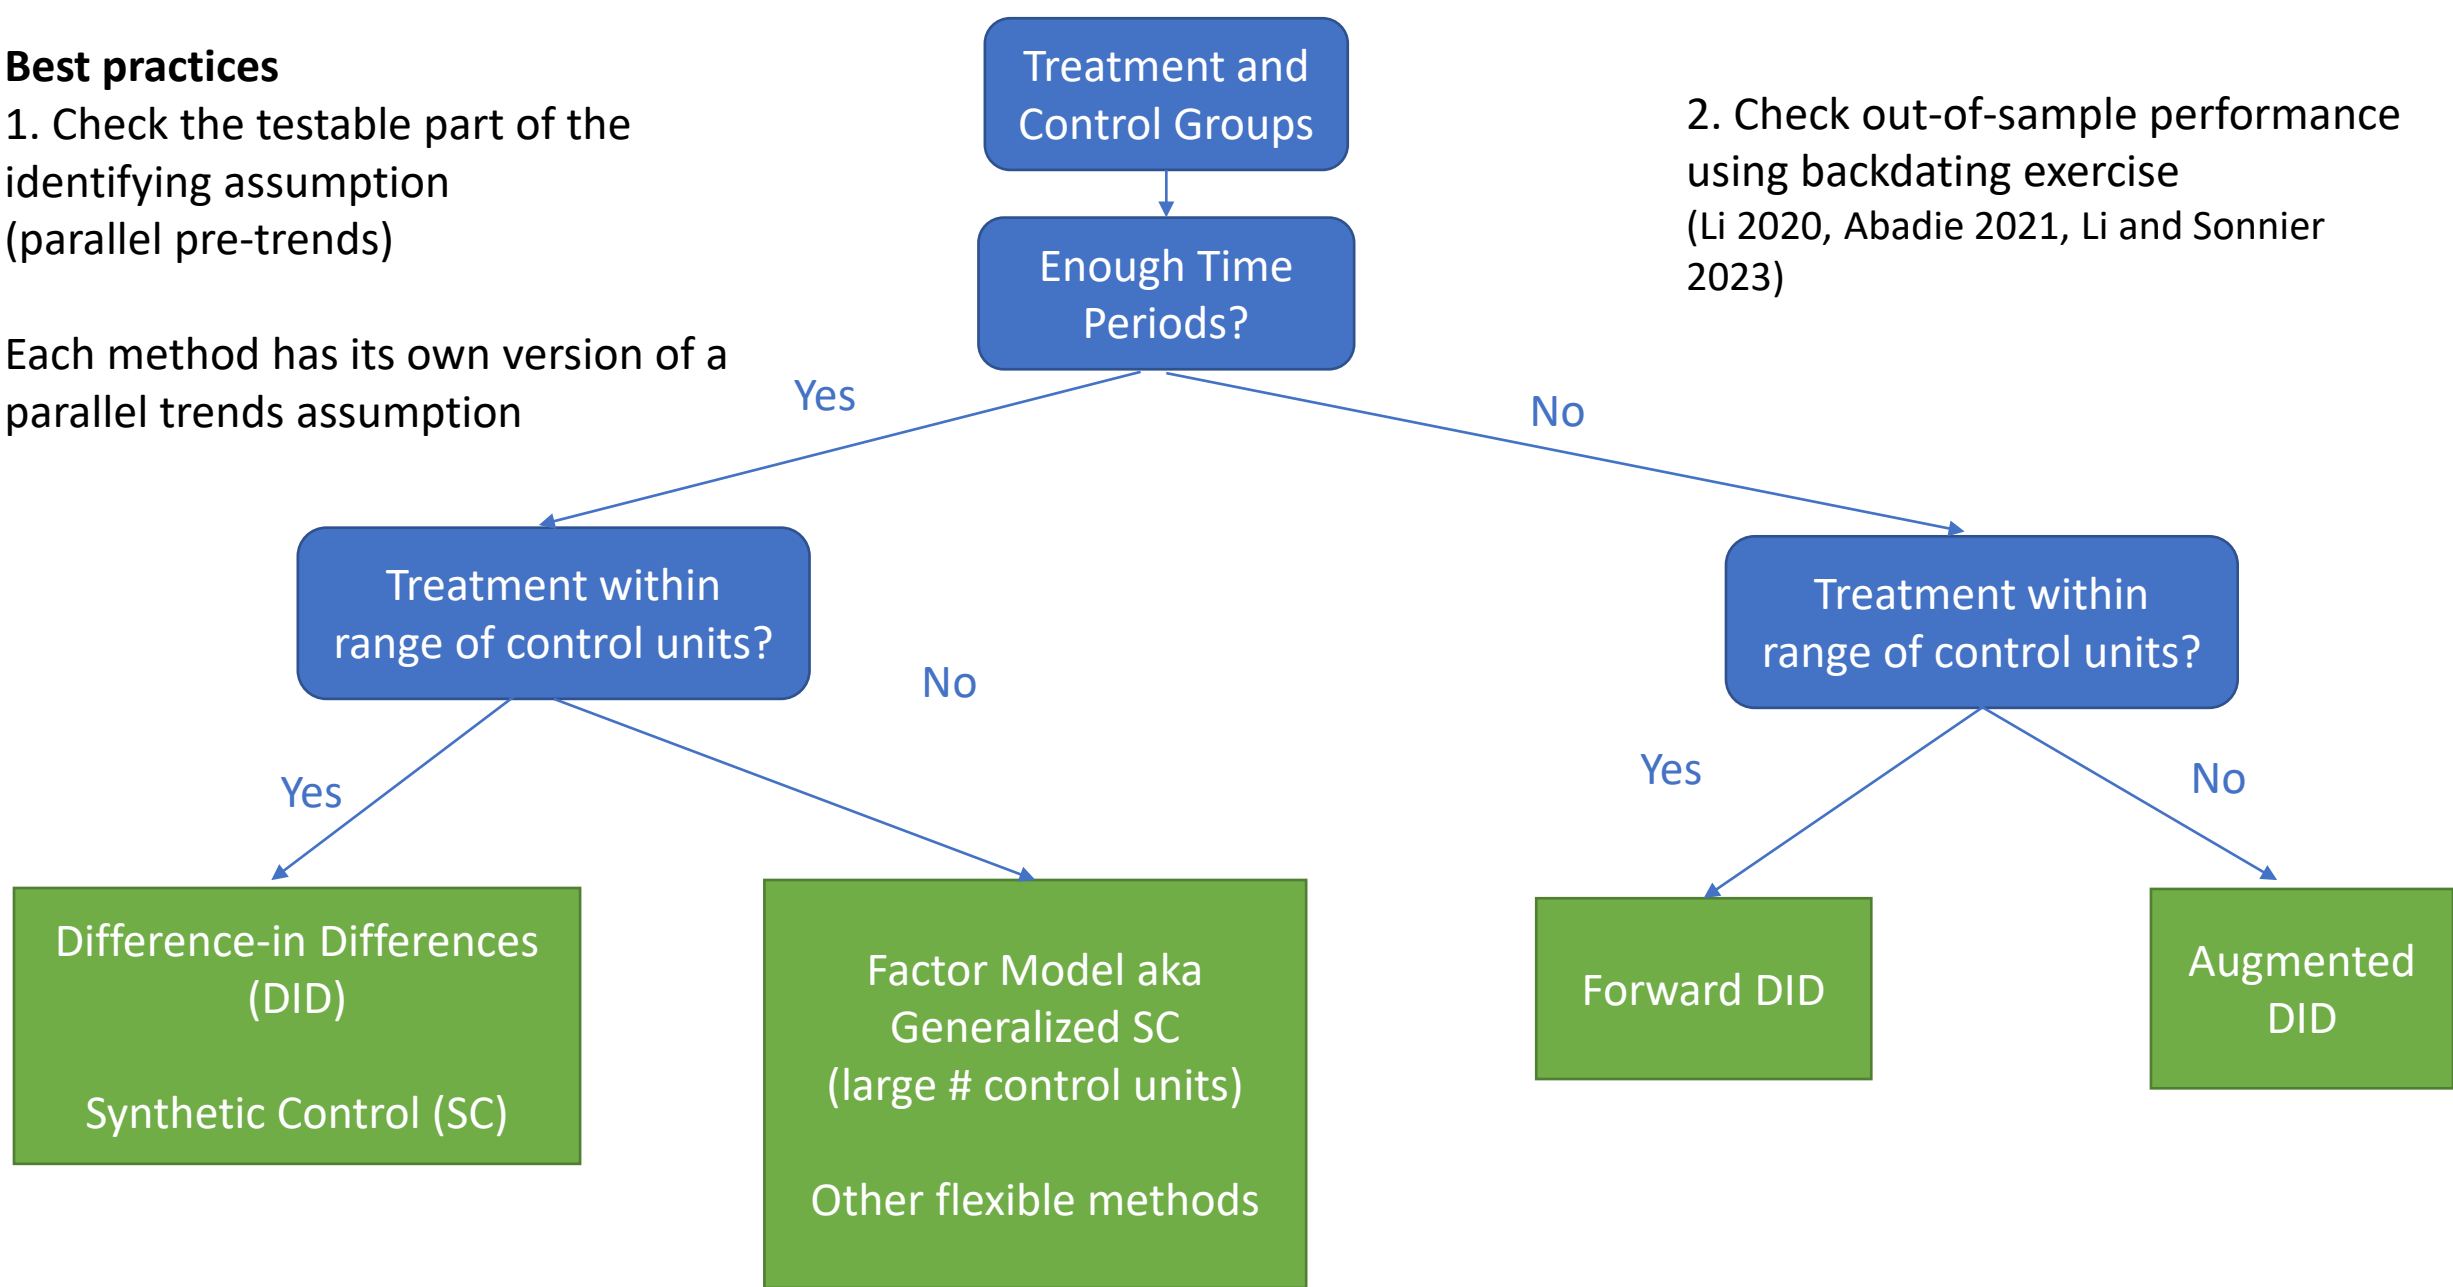 Best practices
1. Check the testable part of the
identifying assumption
(parallel pre-trends)
Each method has its own version of a
parallel trends assumption
Treatment and
Control Groups
2. Check out-of-sample performance
using backdating exercise
(Li 2020, Abadie 2021, Li and Sonnier
2023)
Enough Time
Periods?
Yes
No
Treatment within
range of control units?
Treatment within
range of control units?
Yes
No
Yes
No
Difference-in Differences
(DID)
Synthetic Control (SC)
Factor Model aka
Generalized SC
(large # control units)
Other flexible methods
Forward DID
Augmented
DID